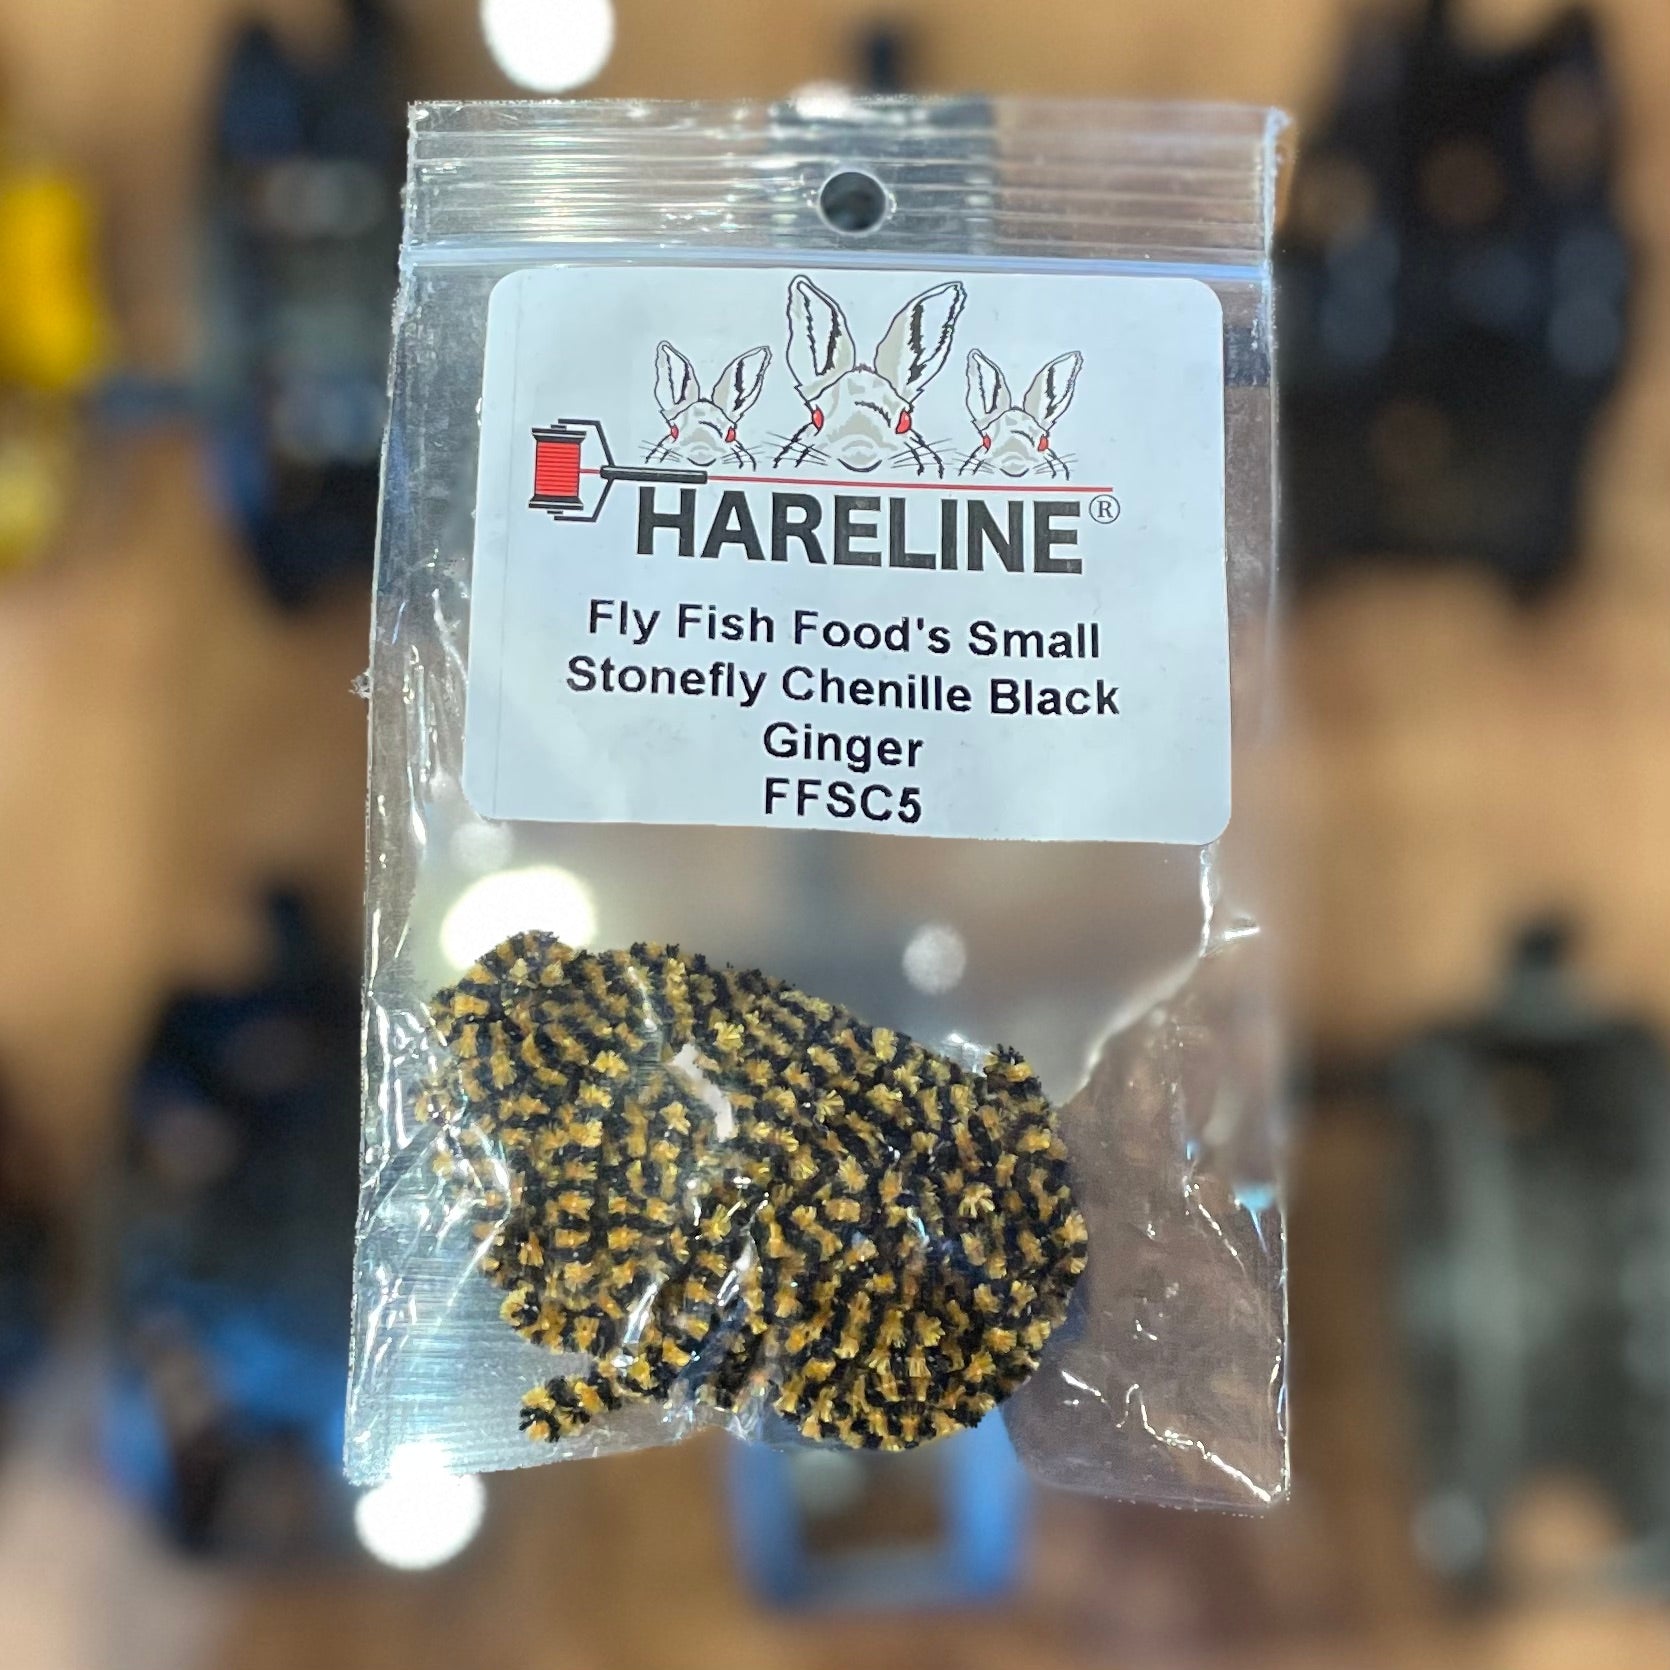 HARELINE®
Fly Fish Food's Small
Stonefly Chenille Black
Ginger
FFSC5